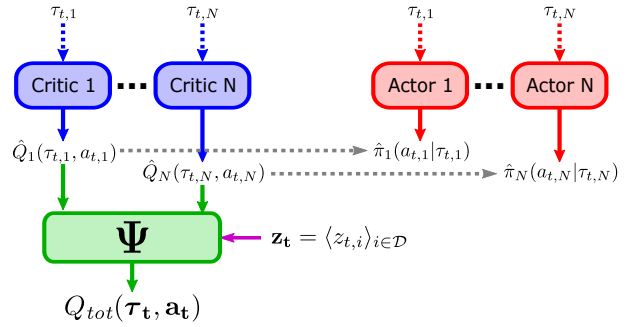 τ_{t,1} τ_{t,N} τ_{t,1} τ_{t,N}
Critic 1 ··· Critic N Actor 1 ··· Actor N
Q̂_1(τ_{t,1}, a_{t,1}) π̂_1(a_{t,1}|τ_{t,1})
Q̂_N(τ_{t,N}, a_{t,N}) π̂_N(a_{t,N}|τ_{t,N})
Ψ z_t = ⟨z_{t,i}⟩_{i∈𝒟}
Q_{tot}(τ_t, a_t)